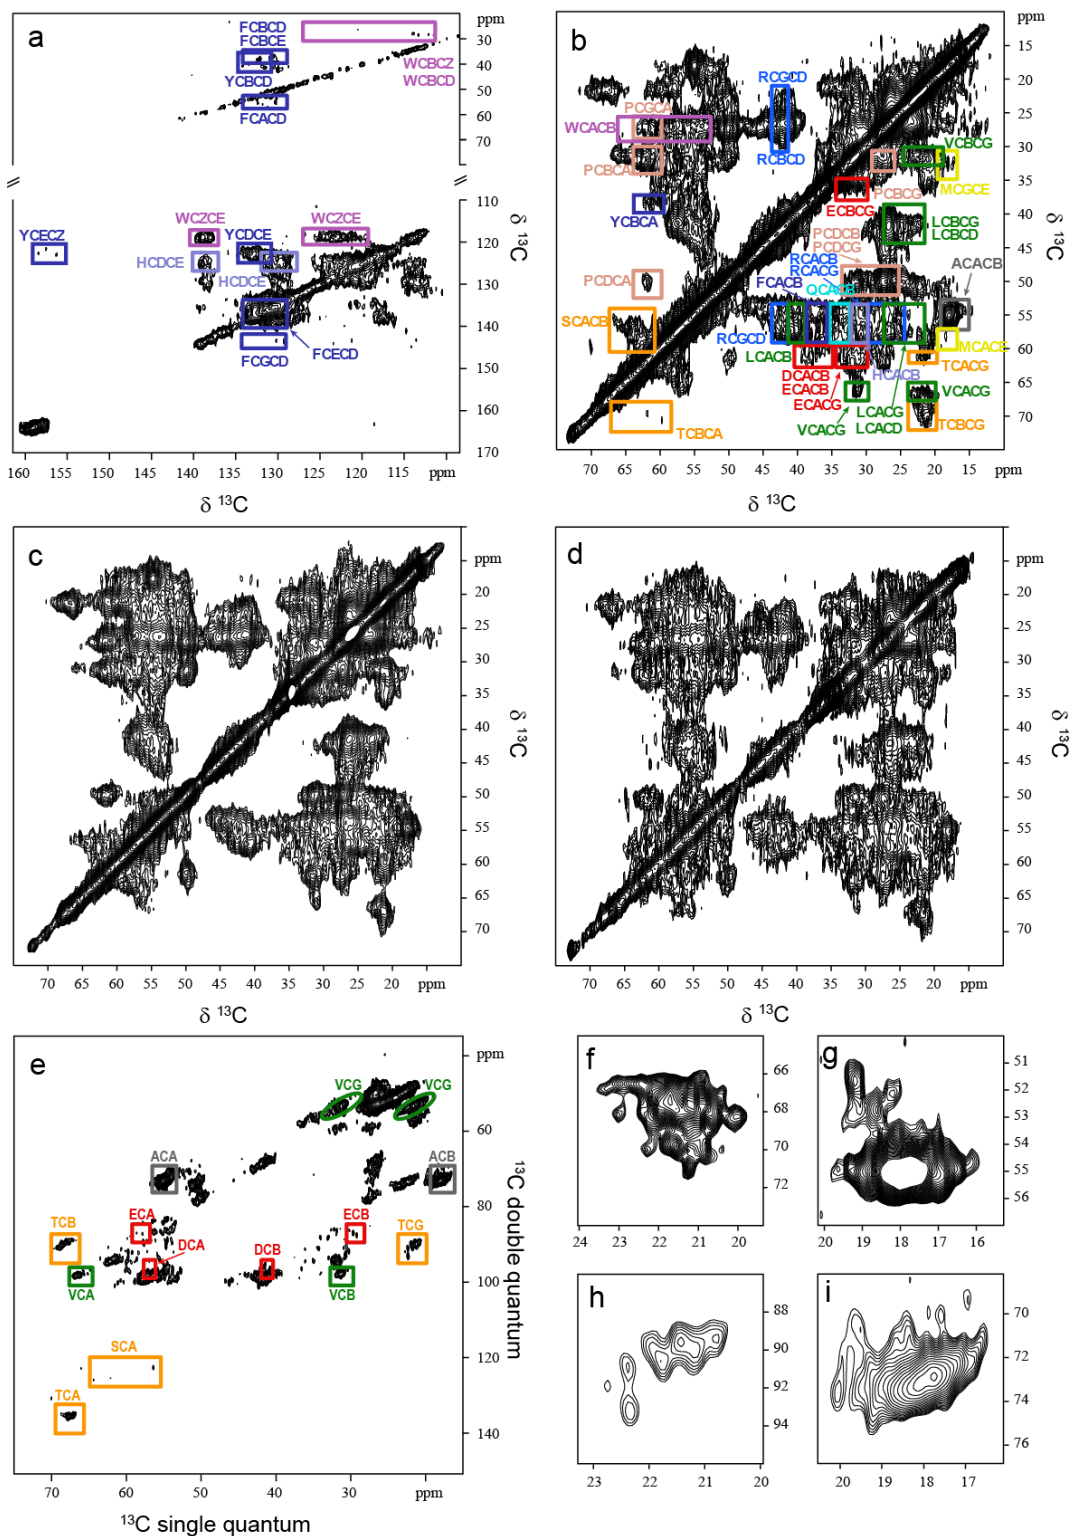 a
ppm
FCBCD
FCBCE
WCBCZ
YCBCD
WCBCD
FCACD
30
40
50
60
70
110
120
130
140
150
160
170
δ 13C
WCZCE
WCZCE
YCECZ
YCDCE
HCDCE
HCDCE
FCGCD
FCECD
160 155 145 140 135 130 125 120 115 ppm
δ 13C
b
ppm
RCGCD
PCGCA
WCACB
VCBCG
RCBCD
PCBCA
MCGCE
PCBCG
ECBCG
YCBCA
LCBCG
LCBCD
PCDCB
PCDCG
RCACB
ACACB
RCACG
PCDCA
FCACB
QCACB
SCACB
RCGCD
LCACB
MCACE
TCACG
DCACB
HCACB
ECACB
VCACG
ECACG
LCACG
TCBCG
VCACG
LCACD
TCBCA
15
20
25
30
35
40
45
50
55
60
65
70
δ 13C
70 65 60 55 50 45 40 35 30 25 20 ppm
δ 13C
c
ppm
20
25
30
35
40
45
50
55
60
65
70
δ 13C
70 65 60 55 50 45 40 35 30 25 20 ppm
δ 13C
d
ppm
15
20
25
30
35
40
45
50
55
60
65
70
δ 13C
70 65 60 55 50 45 40 35 30 25 20 ppm
δ 13C
e
ppm
VCG
VCG
ACA
ACB
ECA
ECB
TCB
TCG
DCA
DCB
VCA
VCB
SCA
TCA
60
80
100
120
140
13C double quantum
70 60 50 40 30 ppm
13C single quantum
f
66
68
70
72
23 22 21 20
g
51
52
53
54
55
56
20 19 18 17 16
h
88
90
92
94
23 22 21 20
i
70
72
74
76
20 19 18 17